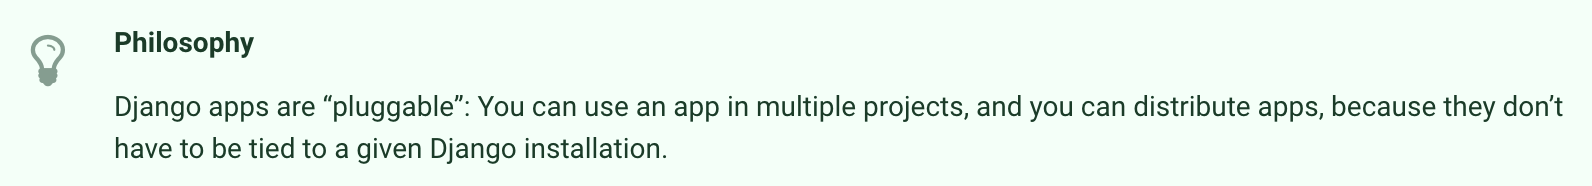 Philosophy
Django apps are “pluggable”: You can use an app in multiple projects, and you can distribute apps, because they don’t
have to be tied to a given Django installation.